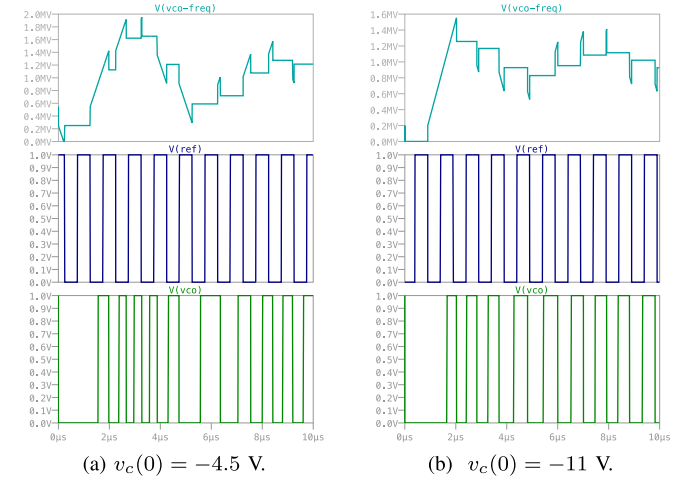 V(vco-freq)
2.0MV
1.8MV
1.6MV
1.4MV
1.2MV
1.0MV
0.8MV
0.6MV
0.4MV
0.2MV
0.0MV
V(ref)
1.0V
0.9V
0.8V
0.7V
0.6V
0.5V
0.4V
0.3V
0.2V
0.1V
0.0V
V(vco)
1.0V
0.9V
0.8V
0.7V
0.6V
0.5V
0.4V
0.3V
0.2V
0.1V
0.0V
0µs 2µs 4µs 6µs 8µs 10µs
(a) v_c(0) = −4.5 V.
V(vco-freq)
1.6MV
1.4MV
1.2MV
1.0MV
0.8MV
0.6MV
0.4MV
0.2MV
0.0MV
V(ref)
1.0V
0.9V
0.8V
0.7V
0.6V
0.5V
0.4V
0.3V
0.2V
0.1V
0.0V
V(vco)
1.0V
0.9V
0.8V
0.7V
0.6V
0.5V
0.4V
0.3V
0.2V
0.1V
0.0V
0µs 2µs 4µs 6µs 8µs 10µs
(b) v_c(0) = −11 V.